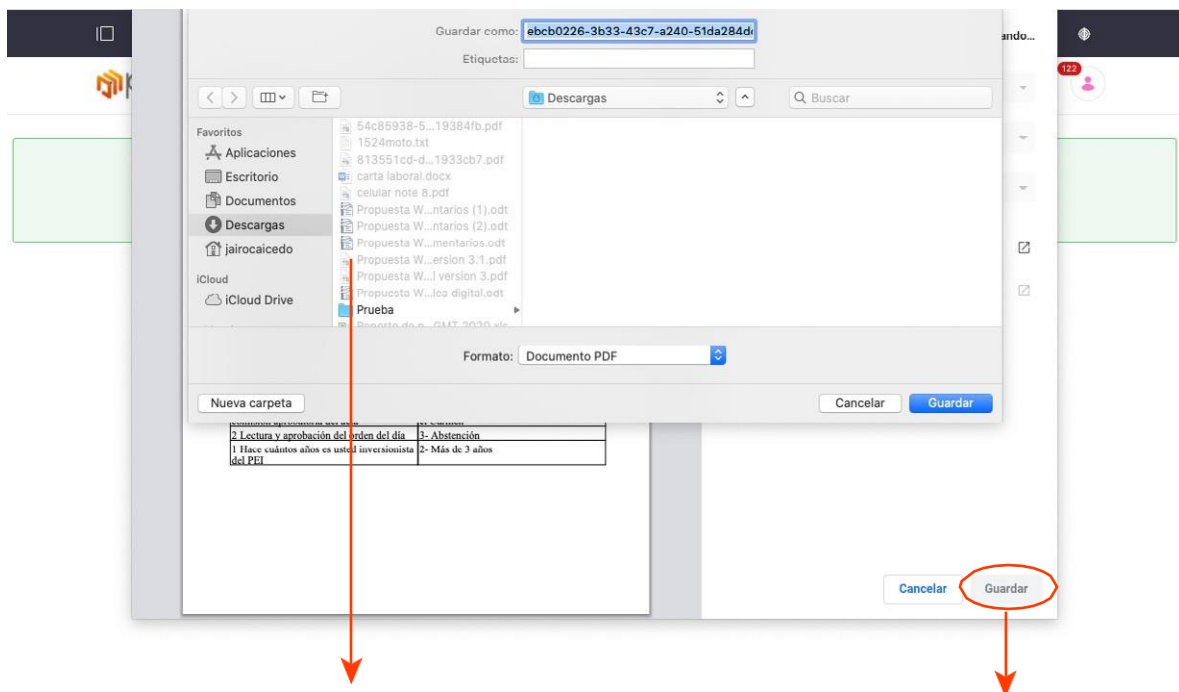 Guardar como: ebcb0226-3b33-43c7-a240-51da284d
ando...
Etiquetas:
122
Descargas
Buscar
Favoritos
Aplicaciones
Escritorio
Documentos
Descargas
jairocaicedo
iCloud
iCloud Drive
54c85938-5...19384fb.pdf
1524moto.txt
813551cd-d...1933cb7.pdf
carta laboral.docx
celular note 8.pdf
Propuesta W...ntarios (1).odt
Propuesta W...ntarios (2).odt
Propuesta W...mentarios.odt
Propuesta W...ersion 3.1.pdf
Propuesta W...l version 3.pdf
Propuesta W...ica digital.odt
Prueba
Formato: Documento PDF
Nueva carpeta
Cancelar
Guardar
2 Lectura y aprobación del orden del día 3- Abstención
1 Hace cuántos años es usted inversionista 2- Más de 3 años
del PEI
Cancelar
Guardar